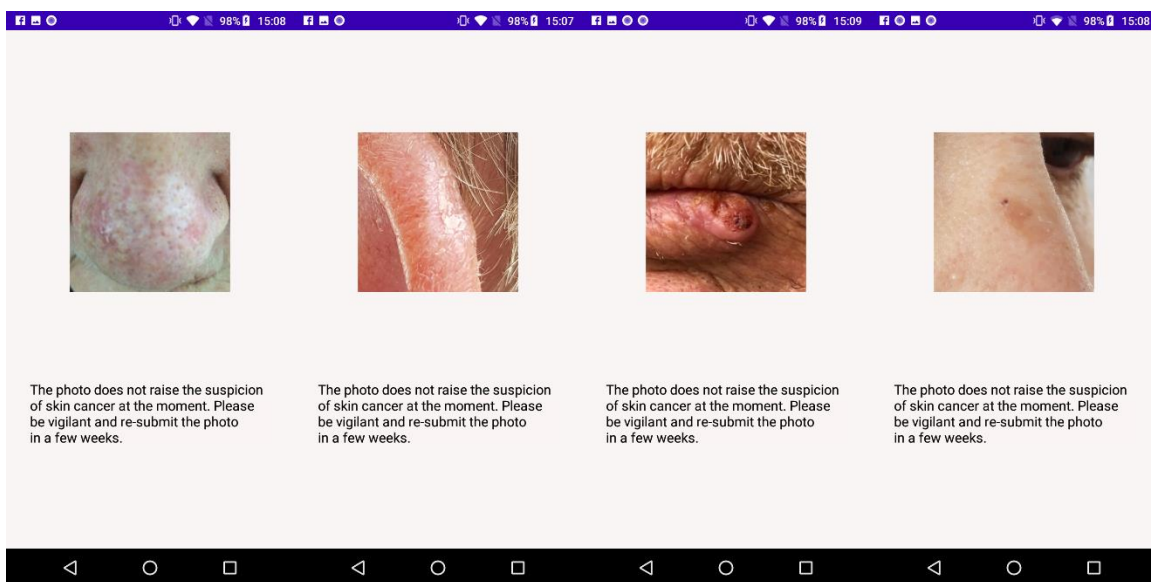 98% 15:08
98% 15:07
98% 15:09
98% 15:08
The photo does not raise the suspicion
of skin cancer at the moment. Please
be vigilant and re-submit the photo
in a few weeks.
The photo does not raise the suspicion
of skin cancer at the moment. Please
be vigilant and re-submit the photo
in a few weeks.
The photo does not raise the suspicion
of skin cancer at the moment. Please
be vigilant and re-submit the photo
in a few weeks.
The photo does not raise the suspicion
of skin cancer at the moment. Please
be vigilant and re-submit the photo
in a few weeks.